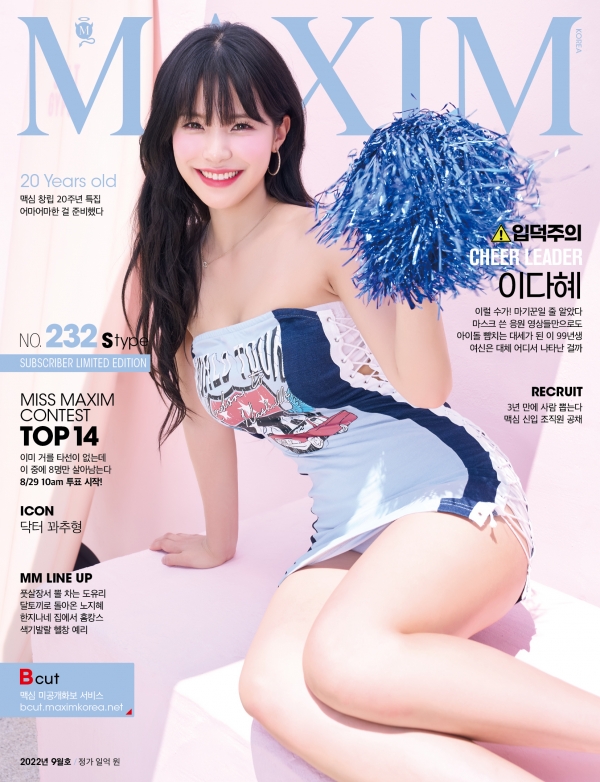 MAXIM
KOREA
20 Years old
맥심 창립 20주년 특집
어마어마한 걸 준비했다
입덕주의
CHEER LEADER
이다혜
이럴 수가! 마기꾼일 줄 알았다
마스크 쓴 응원 영상들만으로도
아이돌 뺨치는 대세가 된 이 99년생
여신은 대체 어디서 나타난 걸까
NO. 232 S type
SUBSCRIBER LIMITED EDITION
RECRUIT
3년 만에 사람 뽑는다
맥심 신입 조직원 공채
MISS MAXIM
CONTEST
TOP 14
이미 거를 타선이 없는데
이 중에 8명만 살아남는다
8/29 10am 투표 시작!
ICON
닥터 꽈추형
MM LINE UP
풋살장서 뽈 차는 도유리
달토끼로 돌아온 노지혜
한지나네 집에서 홈캉스
색기발랄 헬창 예리
B cut
맥심 미공개화보 서비스
bcut.maximkorea.net
2022년 9월호 / 정가 일억 원